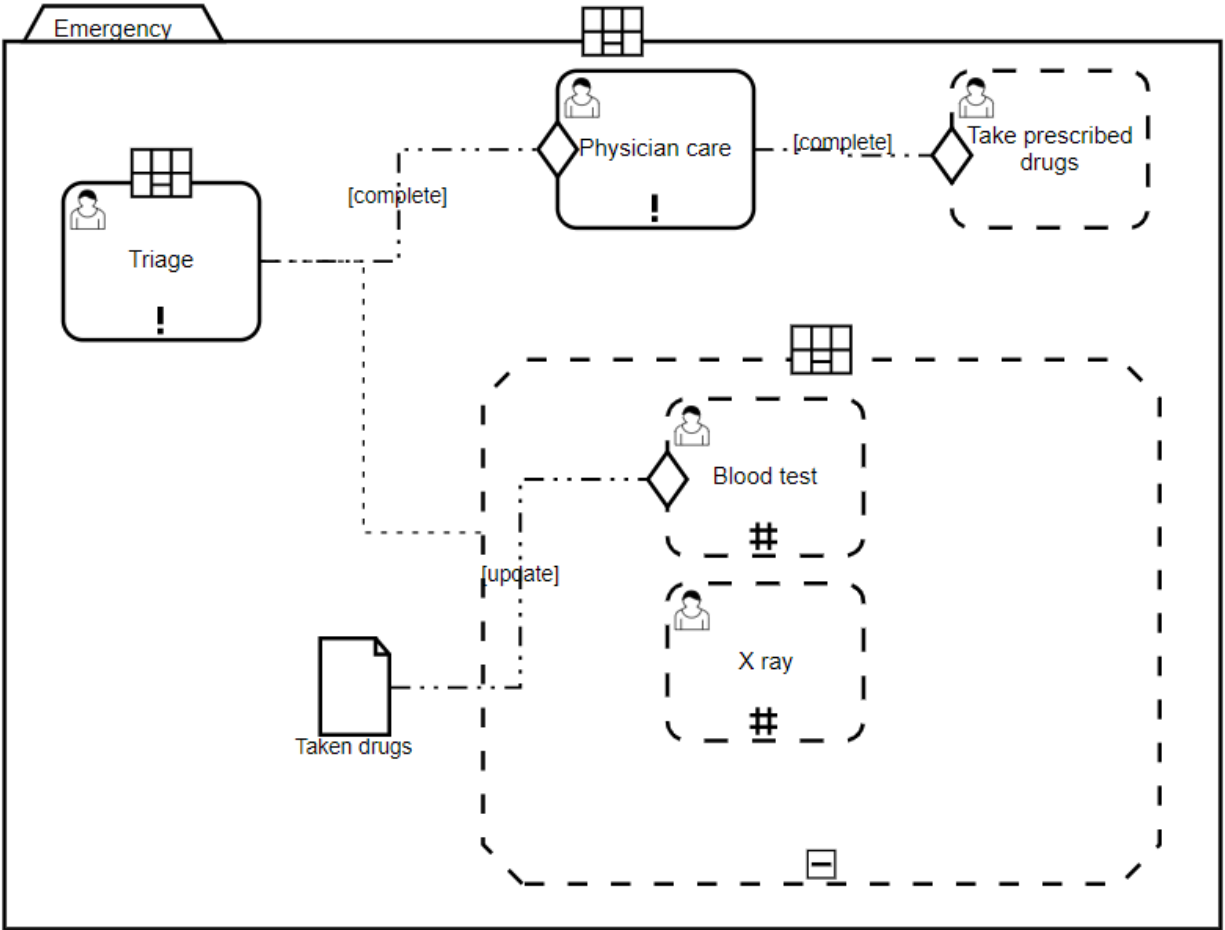 Emergency
Physician care
[complete]
Take prescribed
drugs
!
[complete]
Triage
!
Blood test
#
[update]
X ray
#
Taken drugs